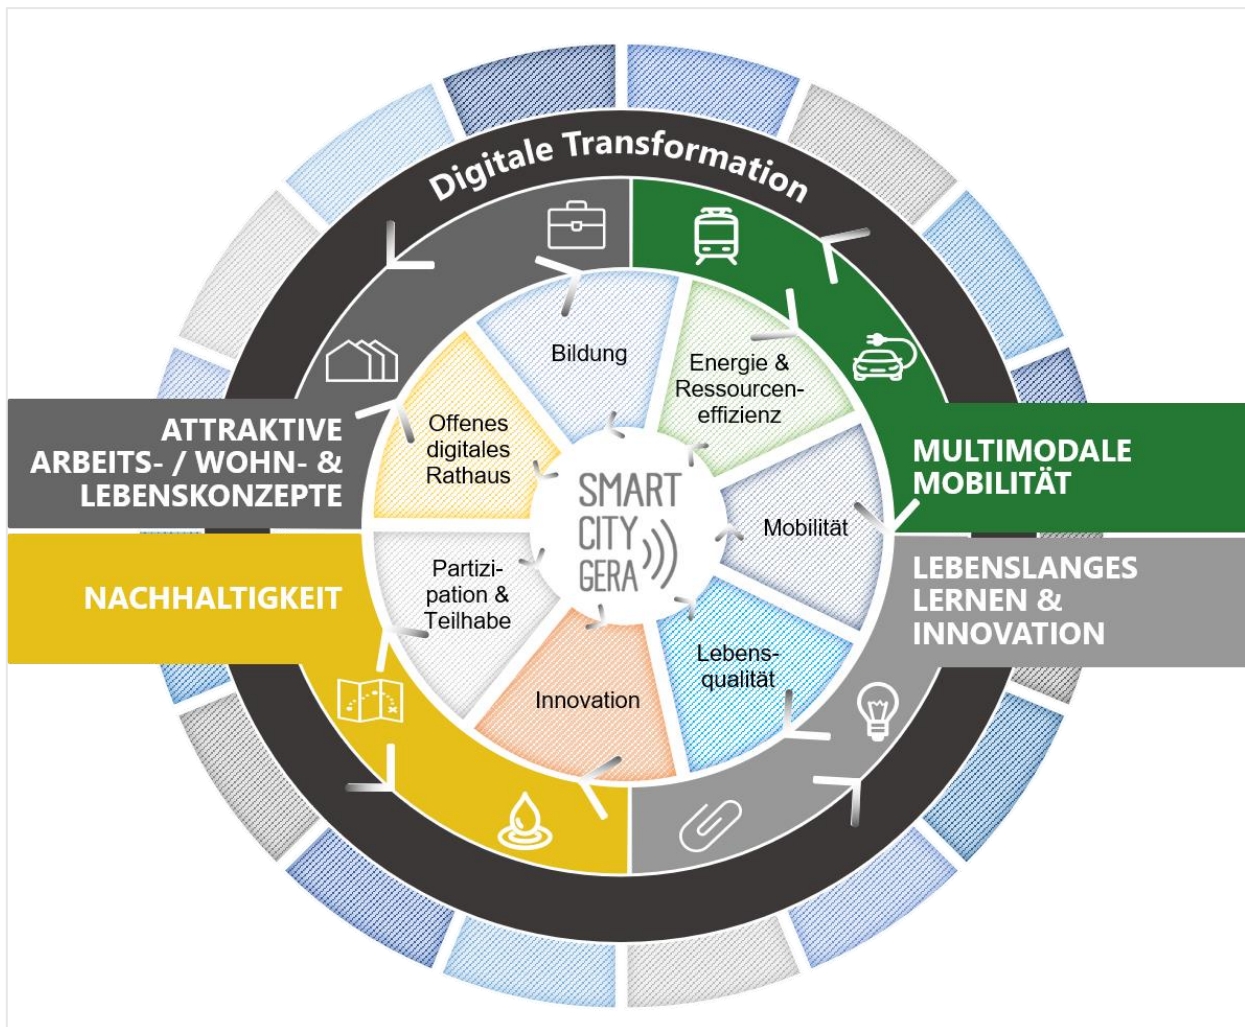 Digitale Transformation
Bildung
Energie &
Ressourcen-
effizienz
Offenes
digitales
Rathaus
ATTRAKTIVE
ARBEITS- / WOHN- &
LEBENSKONZEPTE
MULTIMODALE
MOBILITÄT
SMART
CITY
GERA
Mobilität
NACHHALTIGKEIT
Partizi-
pation &
Teilhabe
LEBENSLANGES
LERNEN &
INNOVATION
Lebens-
qualität
Innovation